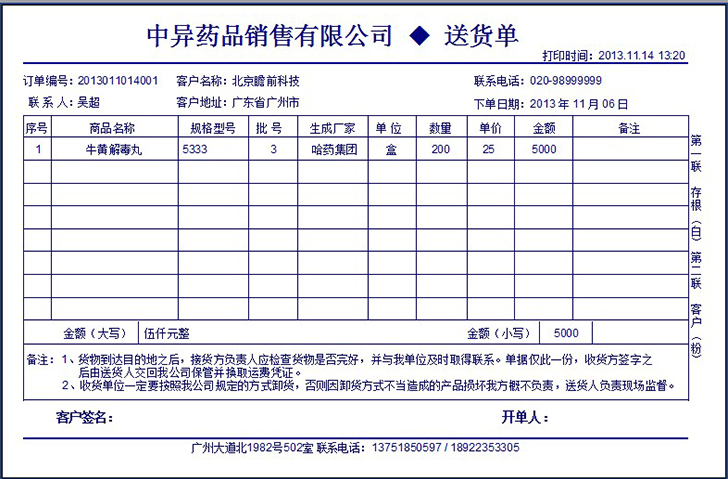 中异药品销售有限公司 ◆ 送货单
打印时间：2013.11.14 13:20
订单编号：2013011014001 客户名称：北京瞻前科技 联系电话：020-98999999
联 系 人：吴超 客户地址：广东省广州市 下单日期：2013 年 11 月 06 日
序号 商品名称 规格型号 批 号 生成厂家 单 位 数量 单价 金额 备注
1 牛黄解毒丸 5333 3 哈药集团 盒 200 25 5000
金额（大写） 伍仟元整 金额（小写） 5000
备注：1、货物到达目的地之后，接货方负责人应检查货物是否完好，并与我单位及时取得联系。单据仅此一份，收货方签字之
后由送货人交回我公司保管并换取运费凭证。
2、收货单位一定要按照我公司规定的方式卸货，否则因卸货方式不当造成的产品损坏我方概不负责，送货人负责现场监督。
第一联 存根（白） 第二联 客户（粉）
客户签名： 开单人：
广州大道北1982号502室 联系电话：13751850597 / 18922353305